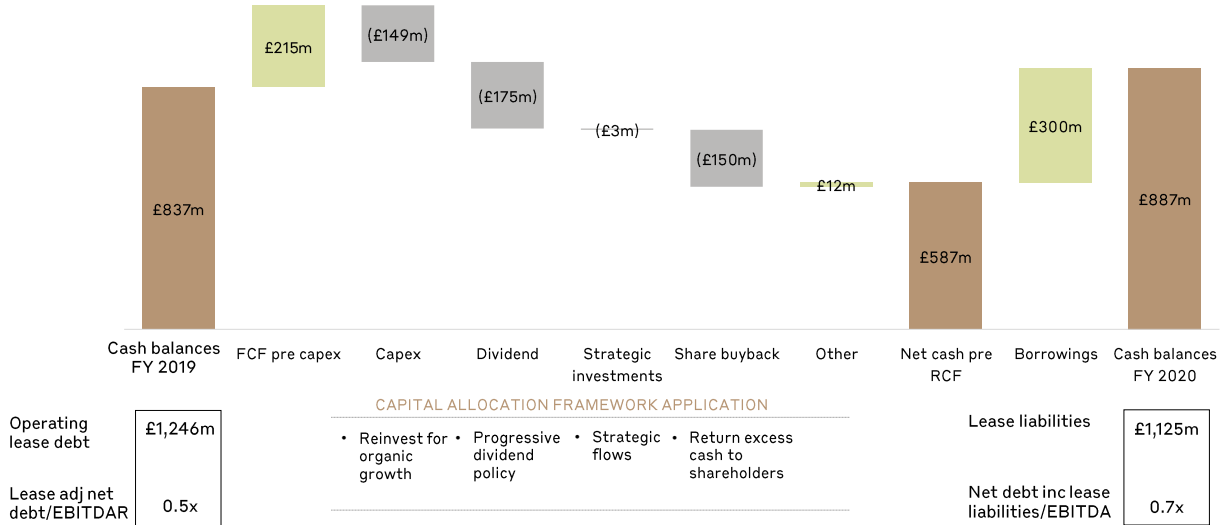 £215m
(£149m)
(£175m)
(£3m)
(£150m)
£12m
£300m
£837m
£587m
£887m
Cash balances
FY 2019
FCF pre capex
Capex
Dividend
Strategic
investments
Share buyback
Other
Net cash pre
RCF
Borrowings
Cash balances
FY 2020
CAPITAL ALLOCATION FRAMEWORK APPLICATION
Operating
lease debt
£1,246m
Lease adj net
debt/EBITDAR
0.5x
• Reinvest for
organic
growth
• Progressive
dividend
policy
• Strategic
flows
• Return excess
cash to
shareholders
Lease liabilities
£1,125m
Net debt inc lease
liabilities/EBITDA
0.7x